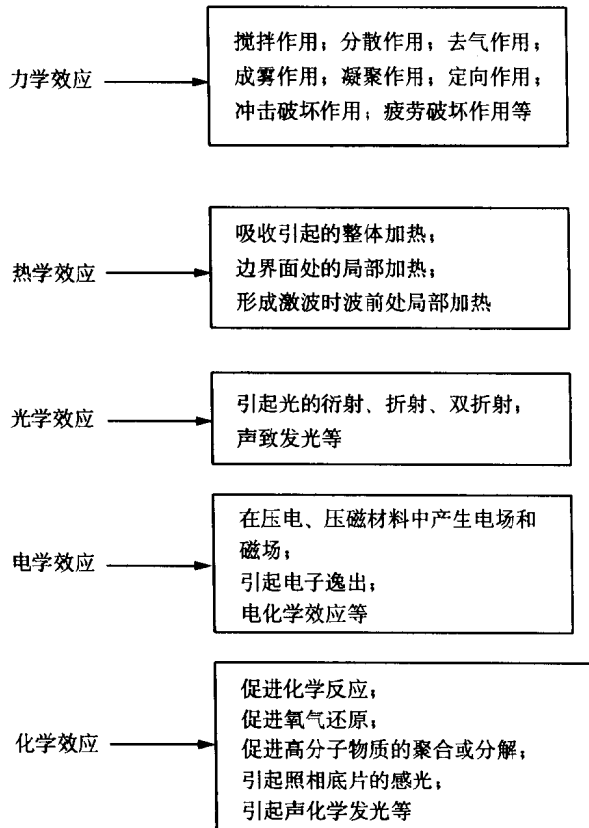 搅拌作用；分散作用；去气作用；
力学效应
成雾作用；凝聚作用；定向作用；
冲击破坏作用；疲劳破坏作用等
吸收引起的整体加热；
热学效应
边界面处的局部加热；
形成激波时波前处局部加热
光学效应
引起光的衍射、折射、双折射；
声致发光等
在压电、压磁材料中产生电场和
磁场；
电学效应
引起电子逸出；
电化学效应等
促进化学反应；
促进氧气还原；
化学效应
促进高分子物质的聚合或分解；
引起照相底片的感光；
引起声化学发光等